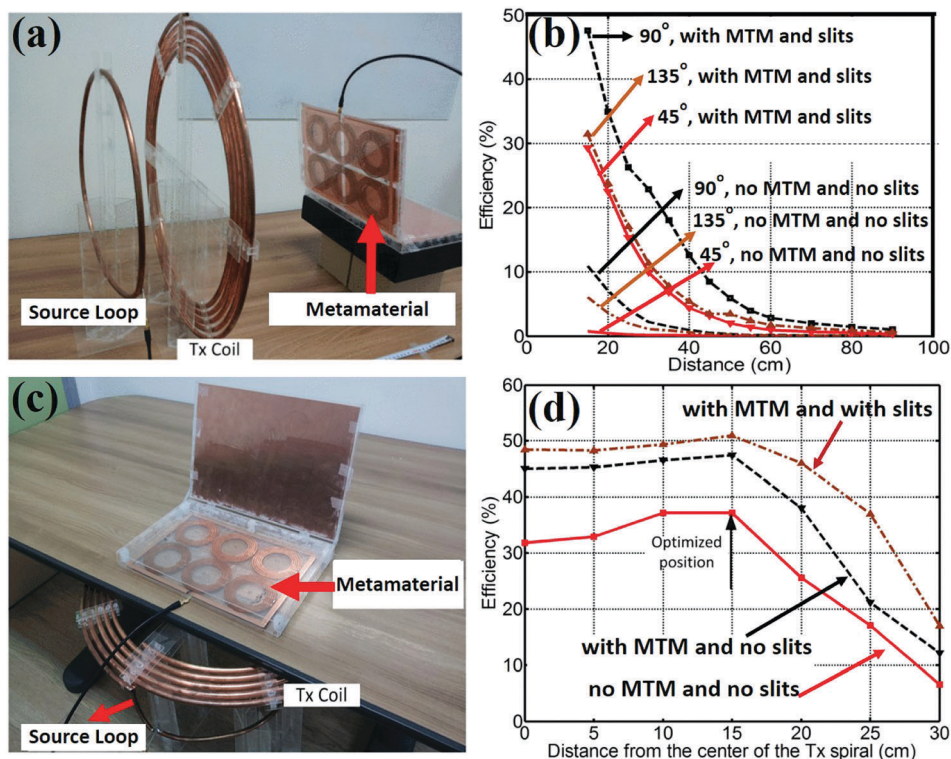 (a)
Source Loop
Tx Coil
Metamaterial
(b)
50
40
30
20
10
0
Efficiency (%)
90°, with MTM and slits
135°, with MTM and slits
45°, with MTM and slits
90°, no MTM and no slits
135°, no MTM and no slits
45°, no MTM and no slits
0
20
40
60
80
100
Distance (cm)
(c)
Metamaterial
Tx Coil
Source Loop
(d)
60
50
40
30
20
10
0
Efficiency (%)
with MTM and with slits
Optimized
position
with MTM and no slits
no MTM and no slits
0
5
10
15
20
25
30
Distance from the center of the Tx spiral (cm)